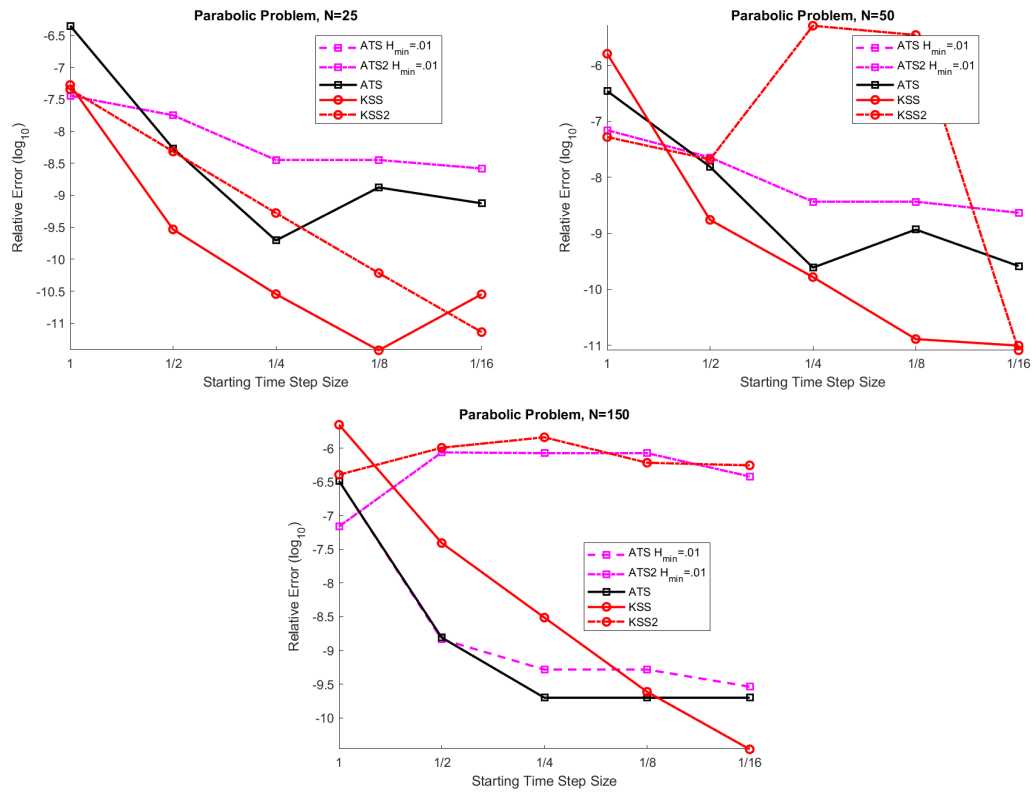 Parabolic Problem, N=25
-6.5
-7
-7.5
-8
-8.5
-9
-9.5
-10
-10.5
-11
Relative Error (log10)
1 1/2 1/4 1/8 1/16
Starting Time Step Size
ATS Hmin=.01
ATS2 Hmin=.01
ATS
KSS
KSS2
Parabolic Problem, N=50
-6
-7
-8
-9
-10
-11
Relative Error (log10)
1 1/2 1/4 1/8 1/16
Starting Time Step Size
ATS Hmin=.01
ATS2 Hmin=.01
ATS
KSS
KSS2
Parabolic Problem, N=150
-6
-6.5
-7
-7.5
-8
-8.5
-9
-9.5
-10
Relative Error (log10)
1 1/2 1/4 1/8 1/16
Starting Time Step Size
ATS Hmin=.01
ATS2 Hmin=.01
ATS
KSS
KSS2